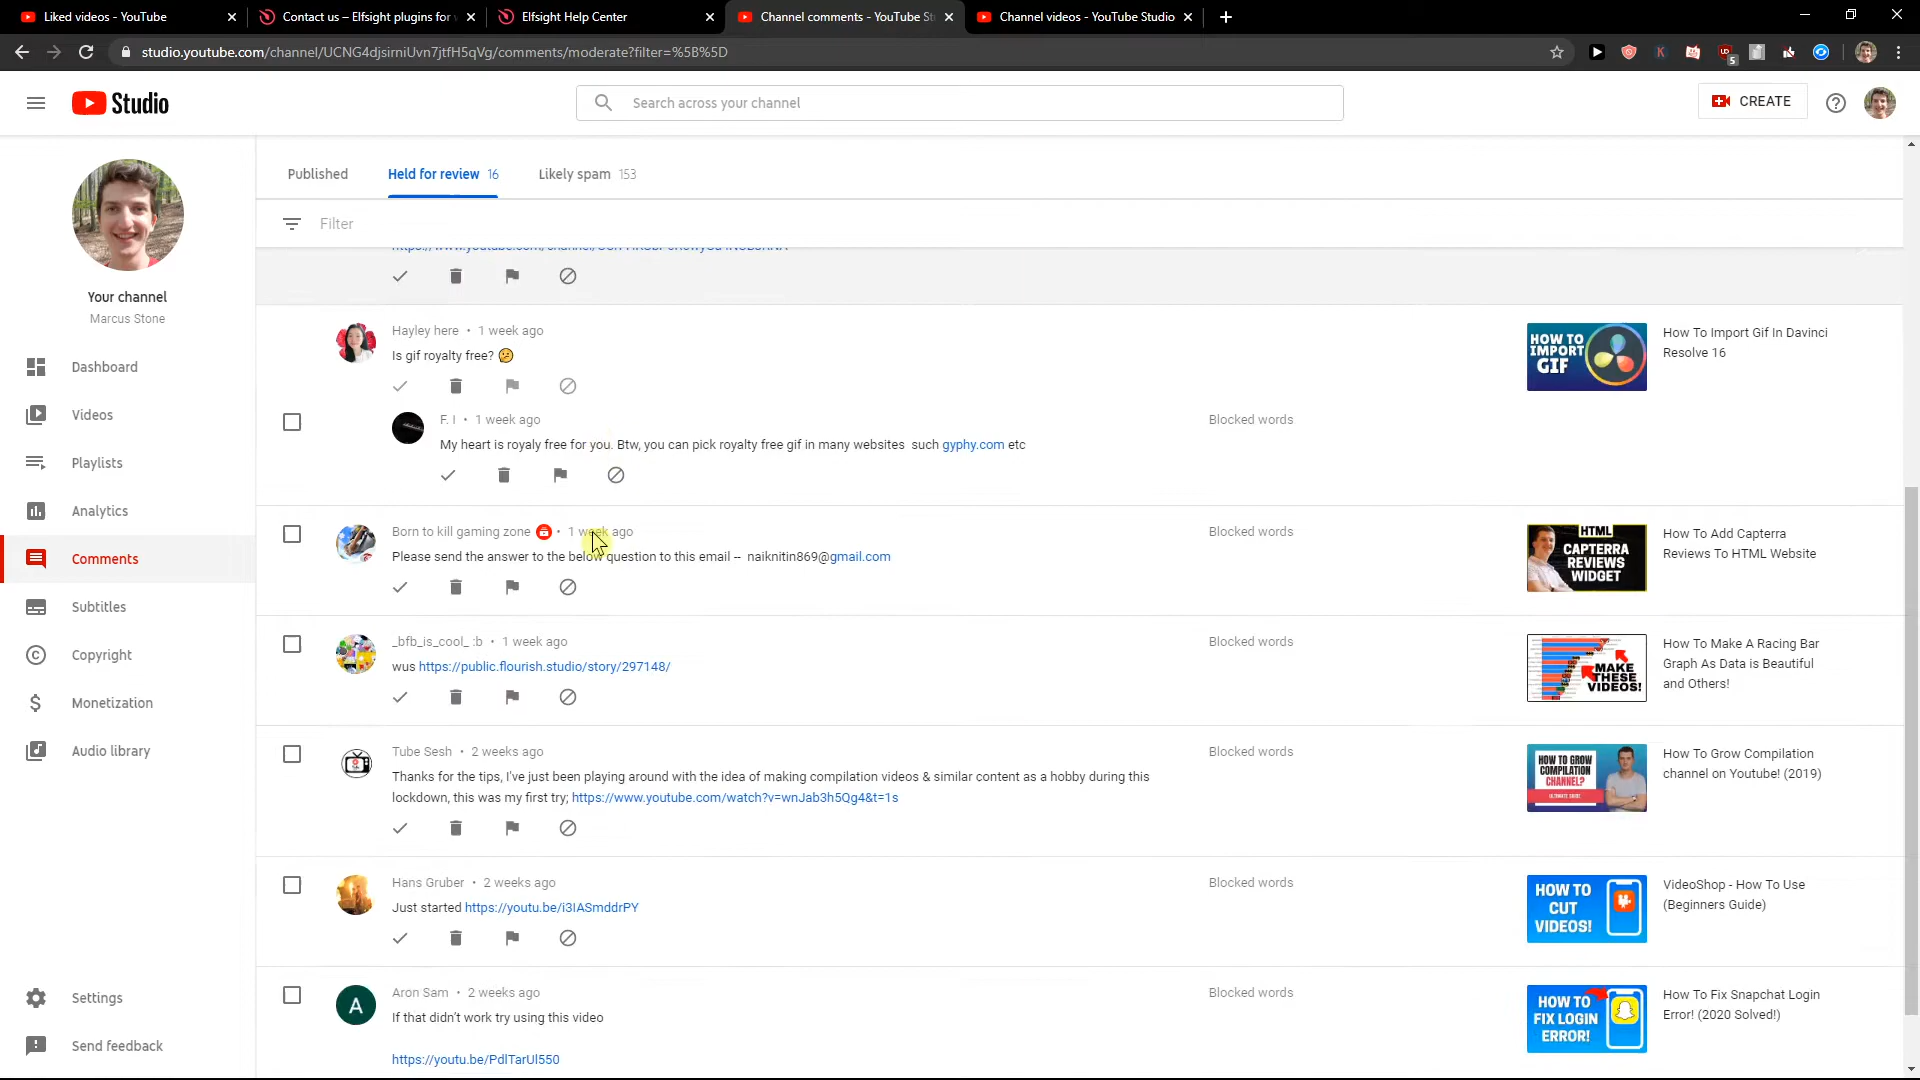 Liked videos - YouTube
Contact us – Elfsight plugins for
Elfsight Help Center
Channel comments - YouTube St
Channel videos - YouTube Studio
studio.youtube.com/channel/UCNG4djsirniUvn7jtfH5qVg/comments/moderate?filter=%5B%5D
5
Studio
Search across your channel
CREATE
Your channel
Marcus Stone
Dashboard
Videos
Playlists
Analytics
Comments
Subtitles
Copyright
Monetization
Audio library
Settings
Send feedback
Published
Held for review 16
Likely spam 153
Filter
Hayley here • 1 week ago
Is gif royalty free? 🤔
HOW TO IMPORT GIF
How To Import Gif In Davinci
Resolve 16
F. I • 1 week ago
Blocked words
My heart is royaly free for you. Btw, you can pick royalty free gif in many websites such gyphy.com etc
Born to kill gaming zone • 1 week ago
Blocked words
Please send the answer to the below question to this email -- naiknitin869@gmail.com
HTML
CAPTERRA
REVIEWS
WIDGET
How To Add Capterra
Reviews To HTML Website
_bfb_is_cool_ :b • 1 week ago
Blocked words
wus https://public.flourish.studio/story/297148/
MAKE
THESE
VIDEOS!
How To Make A Racing Bar
Graph As Data is Beautiful
and Others!
Tube Sesh • 2 weeks ago
Blocked words
Thanks for the tips, I've just been playing around with the idea of making compilation videos & similar content as a hobby during this
lockdown, this was my first try; https://www.youtube.com/watch?v=wnJab3h5Qg4&t=1s
HOW TO GROW
COMPILATION
CHANNEL?
ULTIMATE GUIDE
How To Grow Compilation
channel on Youtube! (2019)
Hans Gruber • 2 weeks ago
Blocked words
Just started https://youtu.be/i3IASmddrPY
HOW TO
CUT
VIDEOS!
VideoShop - How To Use
(Beginners Guide)
A
Aron Sam • 2 weeks ago
Blocked words
If that didn't work try using this video
https://youtu.be/PdlTarUl550
HOW TO
FIX LOGIN
ERROR!
How To Fix Snapchat Login
Error! (2020 Solved!)